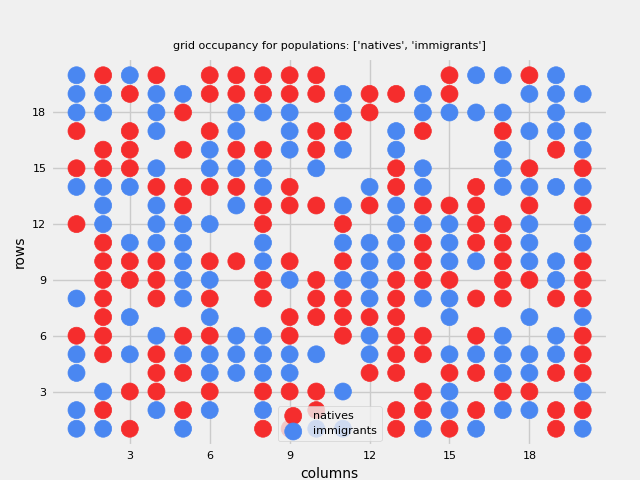 grid occupancy for populations: ['natives', 'immigrants']
18
15
12
9
6
3
rows
natives
immigrants
3 6 9 12 15 18
columns